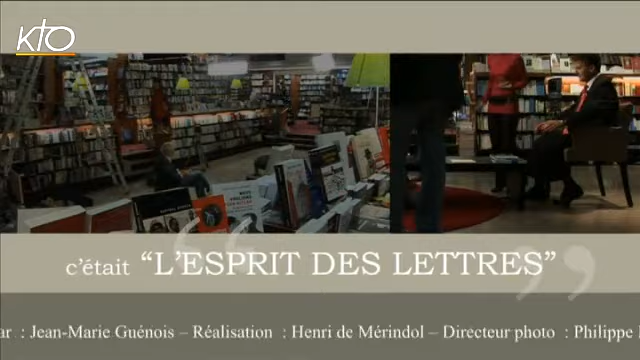 kto
c'était “L'ESPRIT DES LETTRES”
: Jean-Marie Guénois – Réalisation : Henri de Mérindol – Directeur photo : Philippe